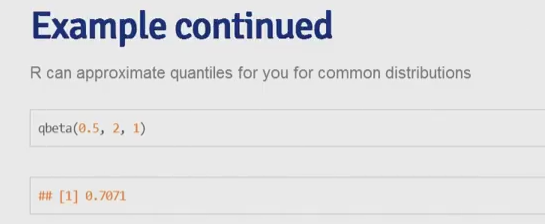 Example continued
R can approximate quantiles for you for common distributions
qbeta(0.5, 2, 1)
## [1] 0.7071